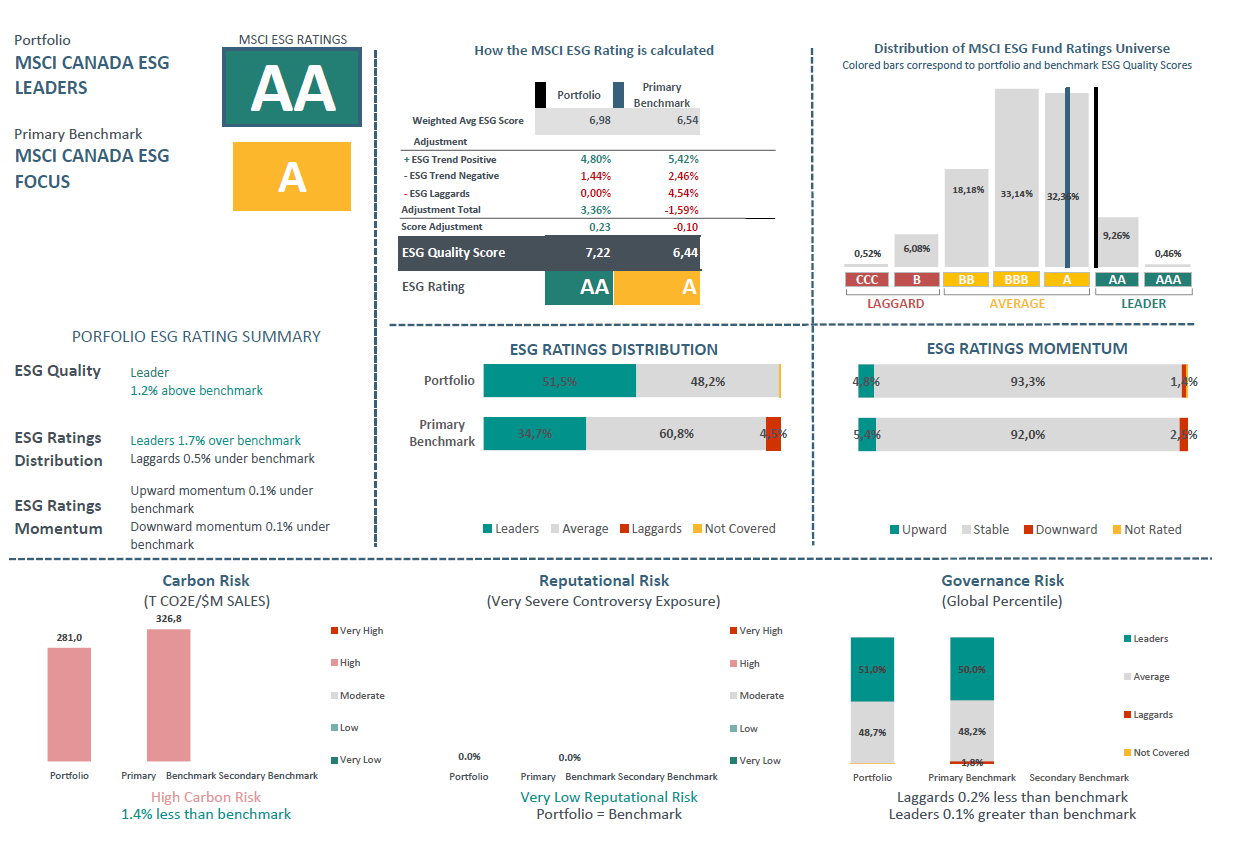 Portfolio
MSCI CANADA ESG
LEADERS
MSCI ESG RATINGS
AA
Primary Benchmark
MSCI CANADA ESG
FOCUS
A
How the MSCI ESG Rating is calculated
Portfolio
Primary
Benchmark
Weighted Avg ESG Score 6,98 6,54
Adjustment
+ ESG Trend Positive 4,80% 5,42%
- ESG Trend Negative 1,44% 2,46%
- ESG Laggards 0,00% 4,54%
Adjustment Total 3,36% -1,59%
Score Adjustment 0,23 -0,10
ESG Quality Score 7,22 6,44
ESG Rating AA A
Distribution of MSCI ESG Fund Ratings Universe
Colored bars correspond to portfolio and benchmark ESG Quality Scores
0,52% 6,08% 18,18% 33,14% 32,36% 9,26% 0,46%
CCC B BB BBB A AA AAA
LAGGARD AVERAGE LEADER
PORFOLIO ESG RATING SUMMARY
ESG Quality
Leader
1.2% above benchmark
ESG Ratings
Distribution
Leaders 1.7% over benchmark
Laggards 0.5% under benchmark
ESG Ratings
Momentum
Upward momentum 0.1% under
benchmark
Downward momentum 0.1% under
benchmark
ESG RATINGS DISTRIBUTION
Portfolio
51,5% 48,2%
Primary
Benchmark
34,7% 60,8% 4,5%
Leaders Average Laggards Not Covered
ESG RATINGS MOMENTUM
4,8% 93,3% 1,4%
5,4% 92,0% 2,5%
Upward Stable Downward Not Rated
Carbon Risk
(T CO2E/$M SALES)
281,0
326,8
Very High
High
Moderate
Low
Very Low
Portfolio Primary Benchmark Secondary Benchmark
High Carbon Risk
1.4% less than benchmark
Reputational Risk
(Very Severe Controversy Exposure)
Very High
High
Moderate
Low
Very Low
0.0% 0.0%
Portfolio Primary Benchmark Secondary Benchmark
Very Low Reputational Risk
Portfolio = Benchmark
Governance Risk
(Global Percentile)
51,0% 50,0%
48,7% 48,2%
1,8%
Leaders
Average
Laggards
Not Covered
Portfolio Primary Benchmark Secondary Benchmark
Laggards 0.2% less than benchmark
Leaders 0.1% greater than benchmark